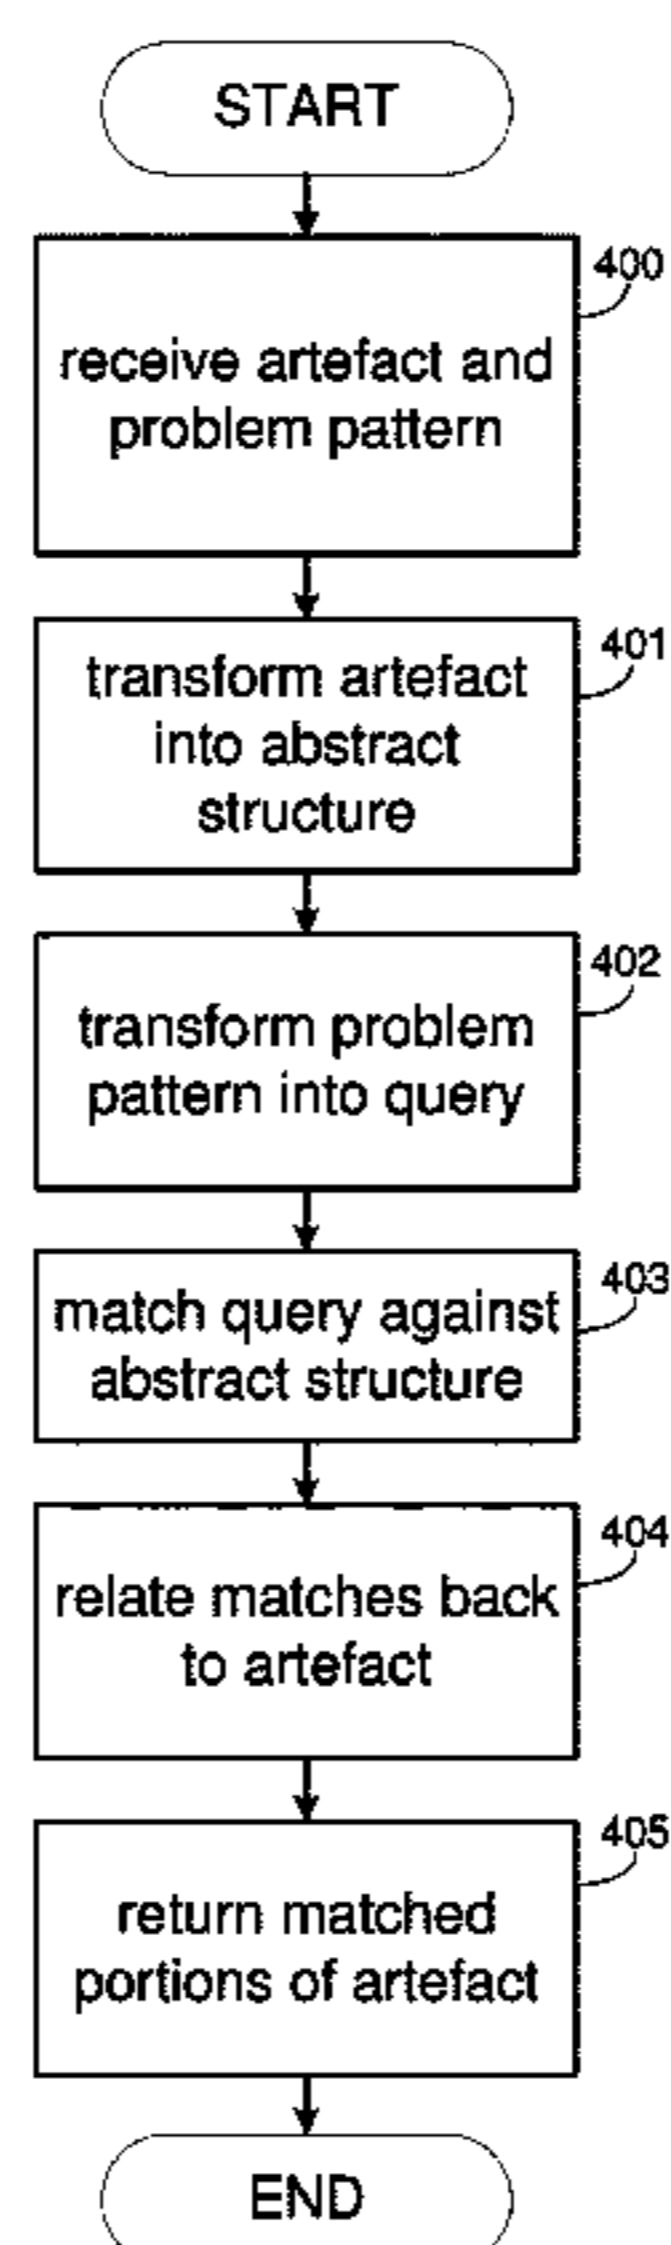 START
400
receive artefact and
problem pattern
401
transform artefact
into abstract
structure
402
transform problem
pattern into query
403
match query against
abstract structure
404
relate matches back
to artefact
405
return matched
portions of artefact
END